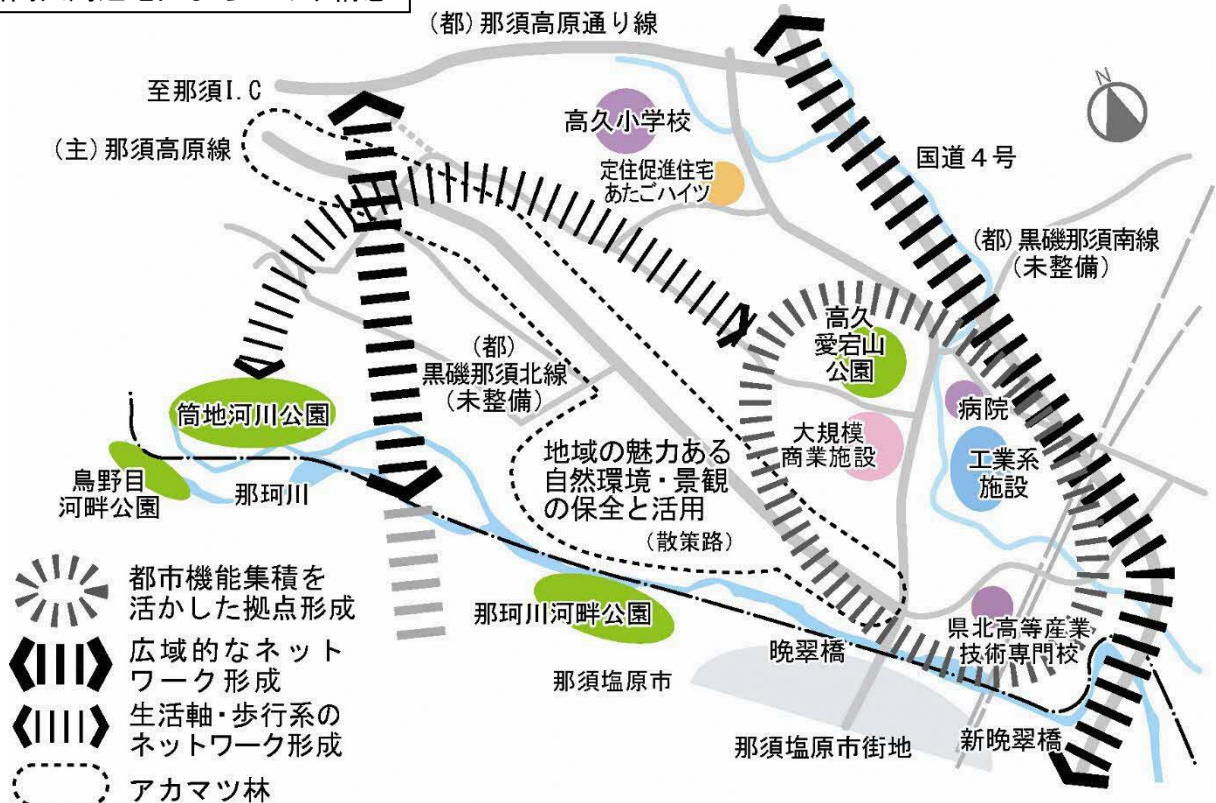 (都)那須高原通り線
至那須I.C
(主)那須高原線
高久小学校
定住促進住宅
あたごハイツ
N
国道4号
(都)黒磯那須南線
(未整備)
高久
愛宕山
公園
(都)
黒磯那須北線
(未整備)
筒地河川公園
鳥野目
河畔公園
那珂川
地域の魅力ある
自然環境・景観
の保全と活用
(散策路)
大規模
商業施設
病院
工業系
施設
那珂川河畔公園
晩翠橋
県北高等産業
技術専門校
那須塩原市
那須塩原市街地
新晩翠橋
都市機能集積を
活かした拠点形成
広域的なネット
ワーク形成
生活軸・歩行系の
ネットワーク形成
アカマツ林